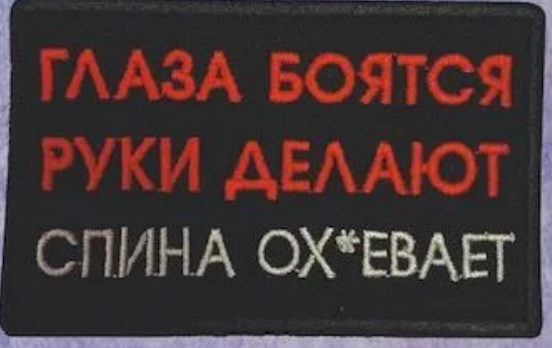 ГЛАЗА БОЯТСЯ
РУКИ ДЕЛАЮТ
СПИНА ОХ*ЕВАЕТ